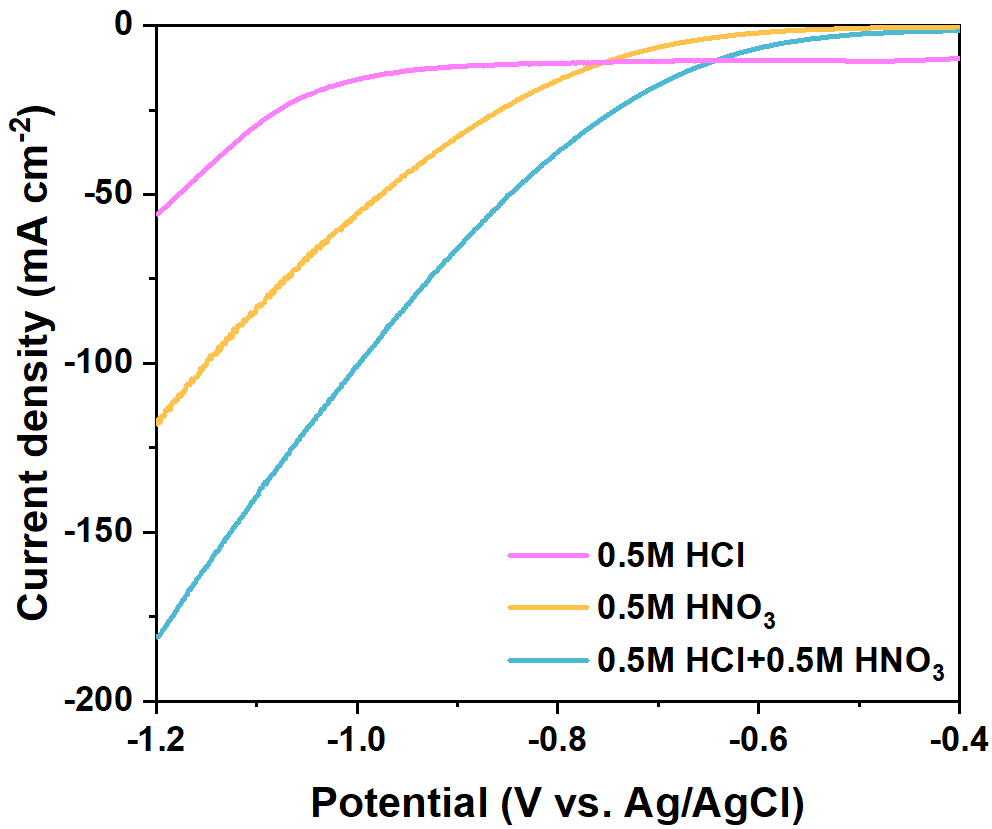 Current density (mA cm⁻²)
0
-50
-100
-150
-200
0.5M HCl
0.5M HNO₃
0.5M HCl+0.5M HNO₃
-1.2 -1.0 -0.8 -0.6 -0.4
Potential (V vs. Ag/AgCl)